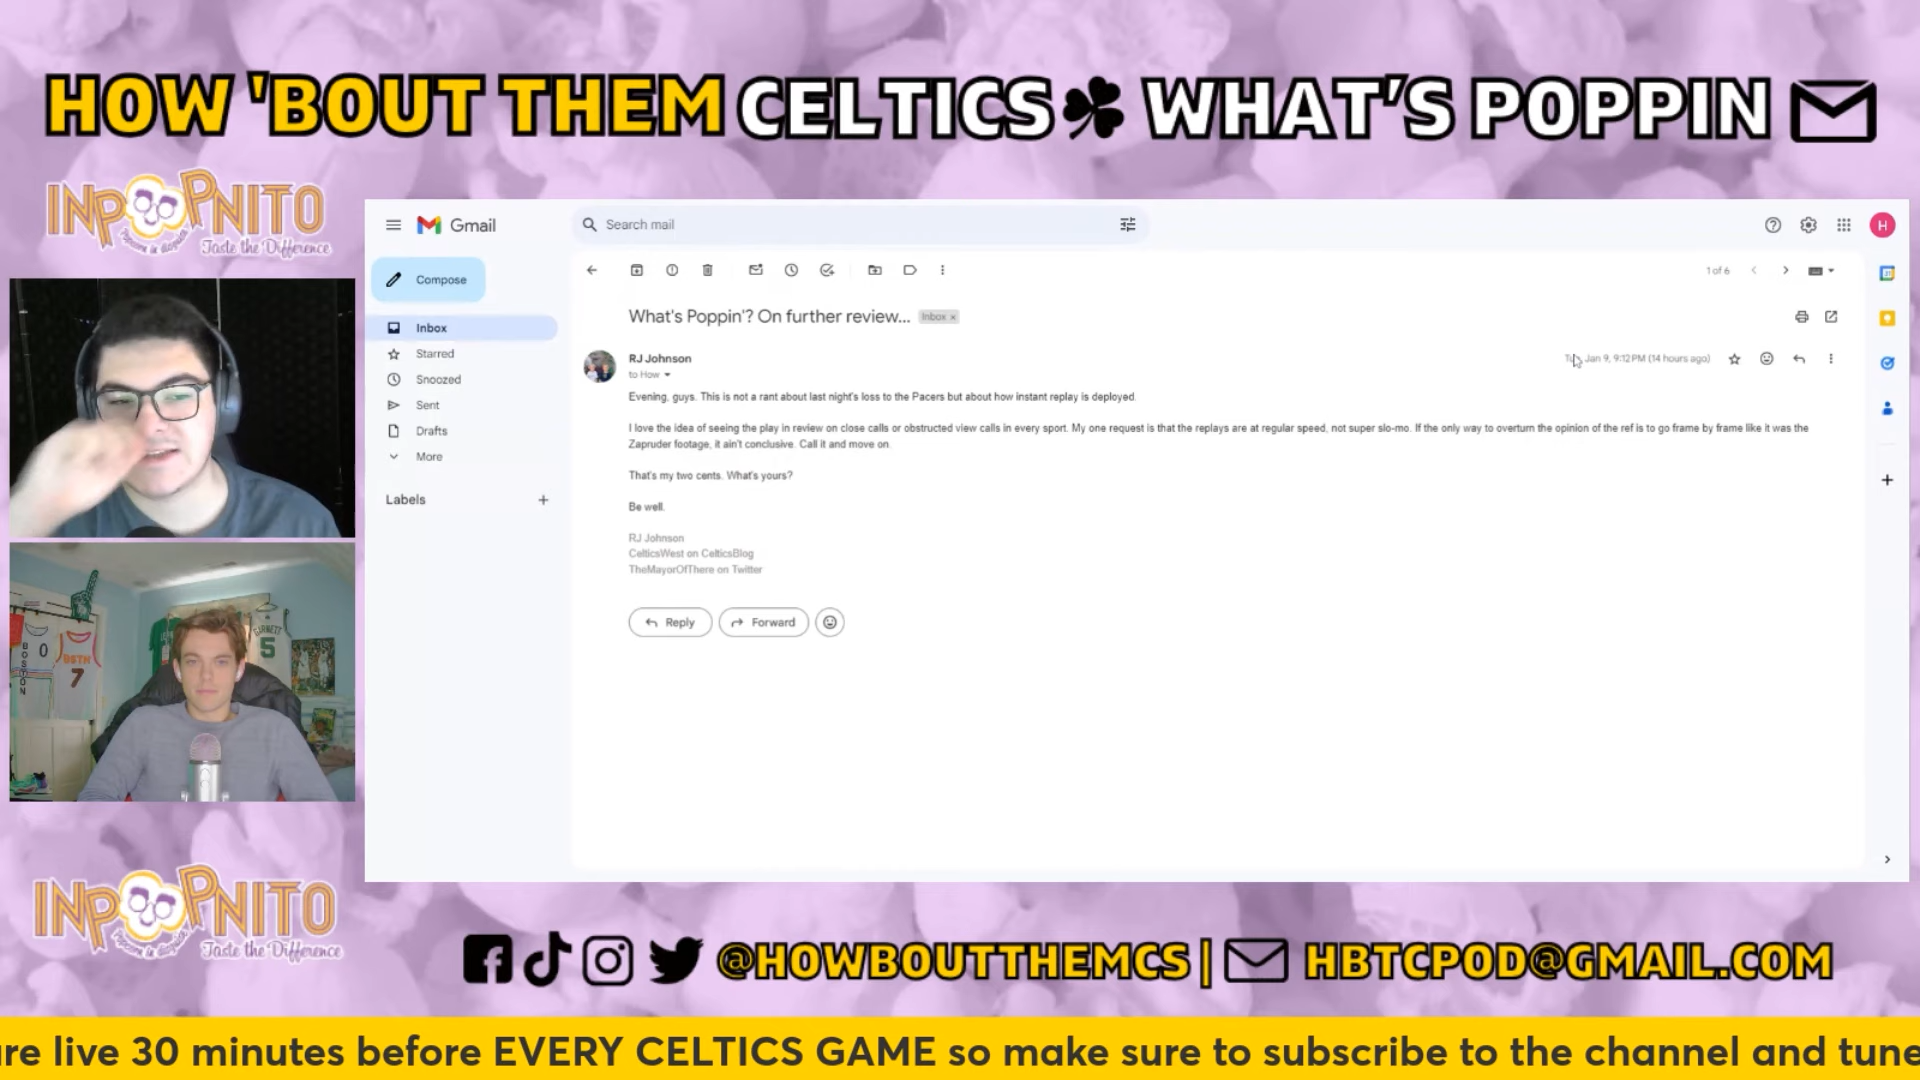 HOW 'BOUT THEM CELTICS WHAT'S POPPIN
INPOPNITO
Popcorn in disguise
Taste the Difference
Gmail
Search mail
H
Compose
1 of 6
What's Poppin'? On further review...
Inbox x
Inbox
Starred
RJ Johnson
Jan 9, 9:12 PM (14 hours ago)
to How
Snoozed
Evening, guys. This is not a rant about last night's loss to the Pacers but about how instant replay is deployed.
Sent
Drafts
I love the idea of seeing the play in review on close calls or obstructed view calls in every sport. My one request is that the replays are at regular speed, not super slo-mo. If the only way to overturn the opinion of the ref is to go frame by frame like it was the
Zapruder footage, it ain't conclusive. Call it and move on.
More
That's my two cents. What's yours?
Labels
Be well.
RJ Johnson
CelticsWest on CelticsBlog
TheMayorOfThere on Twitter
Reply
Forward
BOSTON
0
BSTN
7
GARNETT
5
INPOPNITO
Taste the Difference
@HOWBOUTTHEMCS | HBTCPOD@GMAIL.COM
re live 30 minutes before EVERY CELTICS GAME so make sure to subscribe to the channel and tune